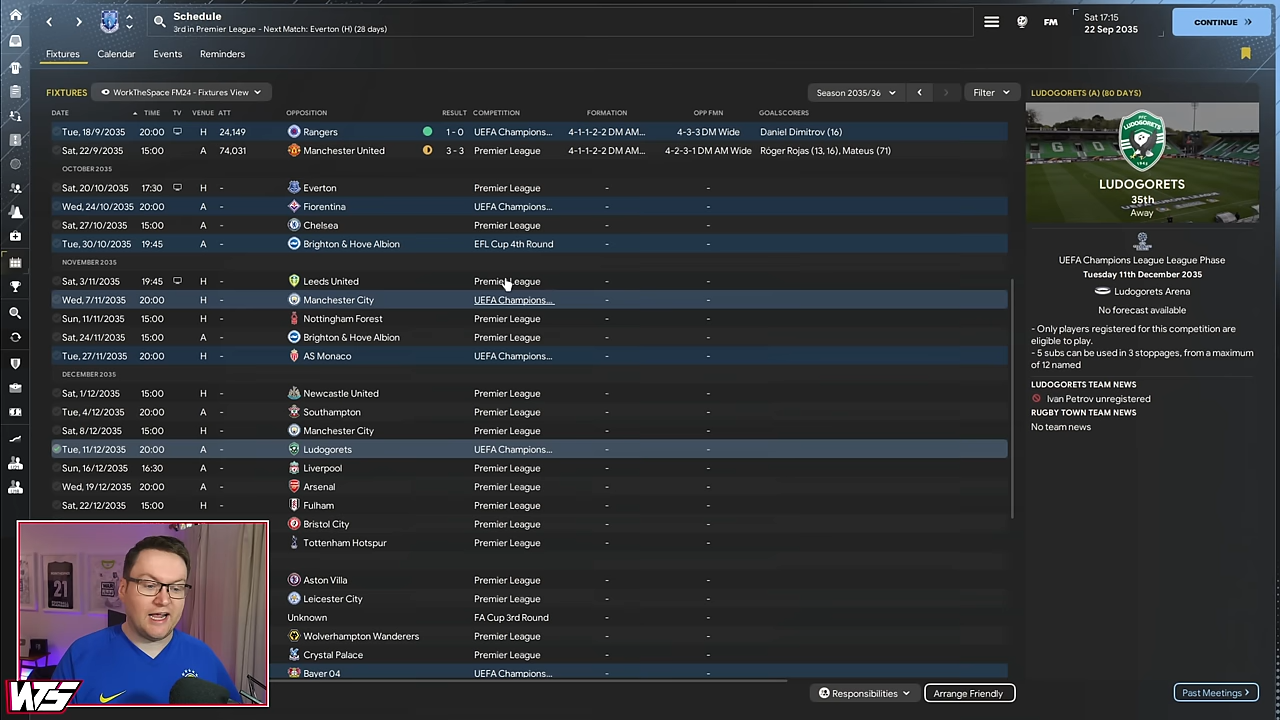 Schedule
3rd in Premier League - Next Match: Everton (H) (28 days)
FM
Sat 17:15
22 Sep 2035
CONTINUE
Fixtures Calendar Events Reminders
FIXTURES WorkTheSpace FM24 - Fixtures View Season 2035/36 Filter
DATE TIME TV VENUE ATT OPPOSITION RESULT COMPETITION FORMATION OPP FMN GOALSCORERS
Tue, 18/9/2035 20:00 H 24,149 Rangers 1 - 0 UEFA Champions... 4-1-1-2-2 DM AM... 4-3-3 DM Wide Daniel Dimitrov (16)
Sat, 22/9/2035 15:00 A 74,031 Manchester United 3 - 3 Premier League 4-1-1-2-2 DM AM... 4-2-3-1 DM AM Wide Róger Rojas (13, 16), Mateus (71)
OCTOBER 2035
Sat, 20/10/2035 17:30 H - Everton Premier League - -
Wed, 24/10/2035 20:00 A - Fiorentina UEFA Champions... - -
Sat, 27/10/2035 15:00 A - Chelsea Premier League - -
Tue, 30/10/2035 19:45 A - Brighton & Hove Albion EFL Cup 4th Round - -
NOVEMBER 2035
Sat, 3/11/2035 19:45 H - Leeds United Premier League - -
Wed, 7/11/2035 20:00 H - Manchester City UEFA Champions... - -
Sun, 11/11/2035 15:00 H - Nottingham Forest Premier League - -
Sat, 24/11/2035 15:00 A - Brighton & Hove Albion Premier League - -
Tue, 27/11/2035 20:00 H - AS Monaco UEFA Champions... - -
DECEMBER 2035
Sat, 1/12/2035 15:00 H - Newcastle United Premier League - -
Tue, 4/12/2035 20:00 A - Southampton Premier League - -
Sat, 8/12/2035 15:00 H - Manchester City Premier League - -
Tue, 11/12/2035 20:00 A - Ludogorets UEFA Champions... - -
Sun, 16/12/2035 16:30 A - Liverpool Premier League - -
Wed, 19/12/2035 20:00 A - Arsenal Premier League - -
Sat, 22/12/2035 15:00 H - Fulham Premier League - -
Bristol City Premier League - -
Tottenham Hotspur Premier League - -
Aston Villa Premier League - -
Leicester City Premier League - -
Unknown FA Cup 3rd Round - -
Wolverhampton Wanderers Premier League - -
Crystal Palace Premier League - -
Bayer 04 UEFA Champions... - -
Responsibilities Arrange Friendly
LUDOGORETS (A) (80 DAYS)
LUDOGORETS
1945
LUDOGORETS
35th
Away
UEFA Champions League League Phase
Tuesday 11th December 2035
Ludogorets Arena
No forecast available
- Only players registered for this competition are
eligible to play.
- 5 subs can be used in 3 stoppages, from a maximum
of 12 named
LUDOGORETS TEAM NEWS
Ivan Petrov unregistered
RUGBY TOWN TEAM NEWS
No team news
Past Meetings
21
WTS